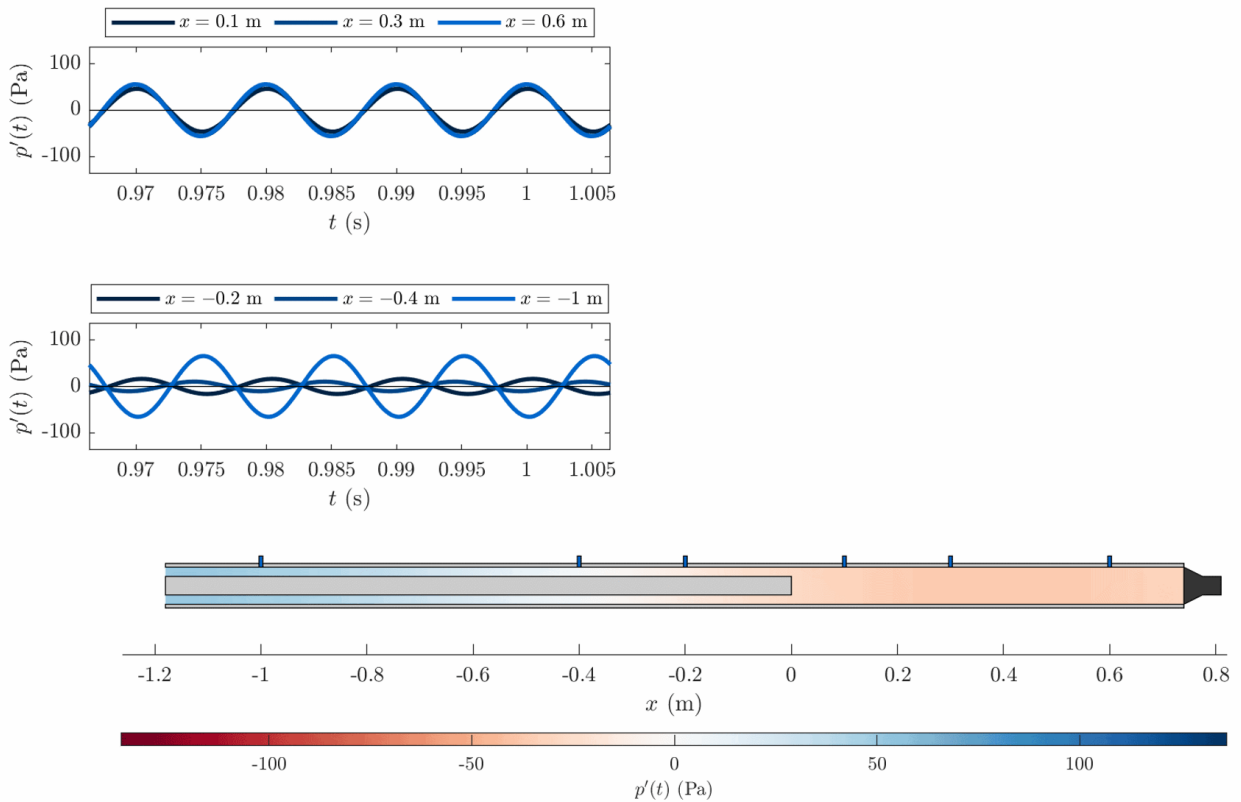 x = 0.1 m x = 0.3 m x = 0.6 m
100
0
-100
p′(t) (Pa)
0.97 0.975 0.98 0.985 0.99 0.995 1 1.005
t (s)
x = −0.2 m x = −0.4 m x = −1 m
100
0
-100
p′(t) (Pa)
0.97 0.975 0.98 0.985 0.99 0.995 1 1.005
t (s)
-1.2 -1 -0.8 -0.6 -0.4 -0.2 0 0.2 0.4 0.6 0.8
x (m)
-100 -50 0 50 100
p′(t) (Pa)